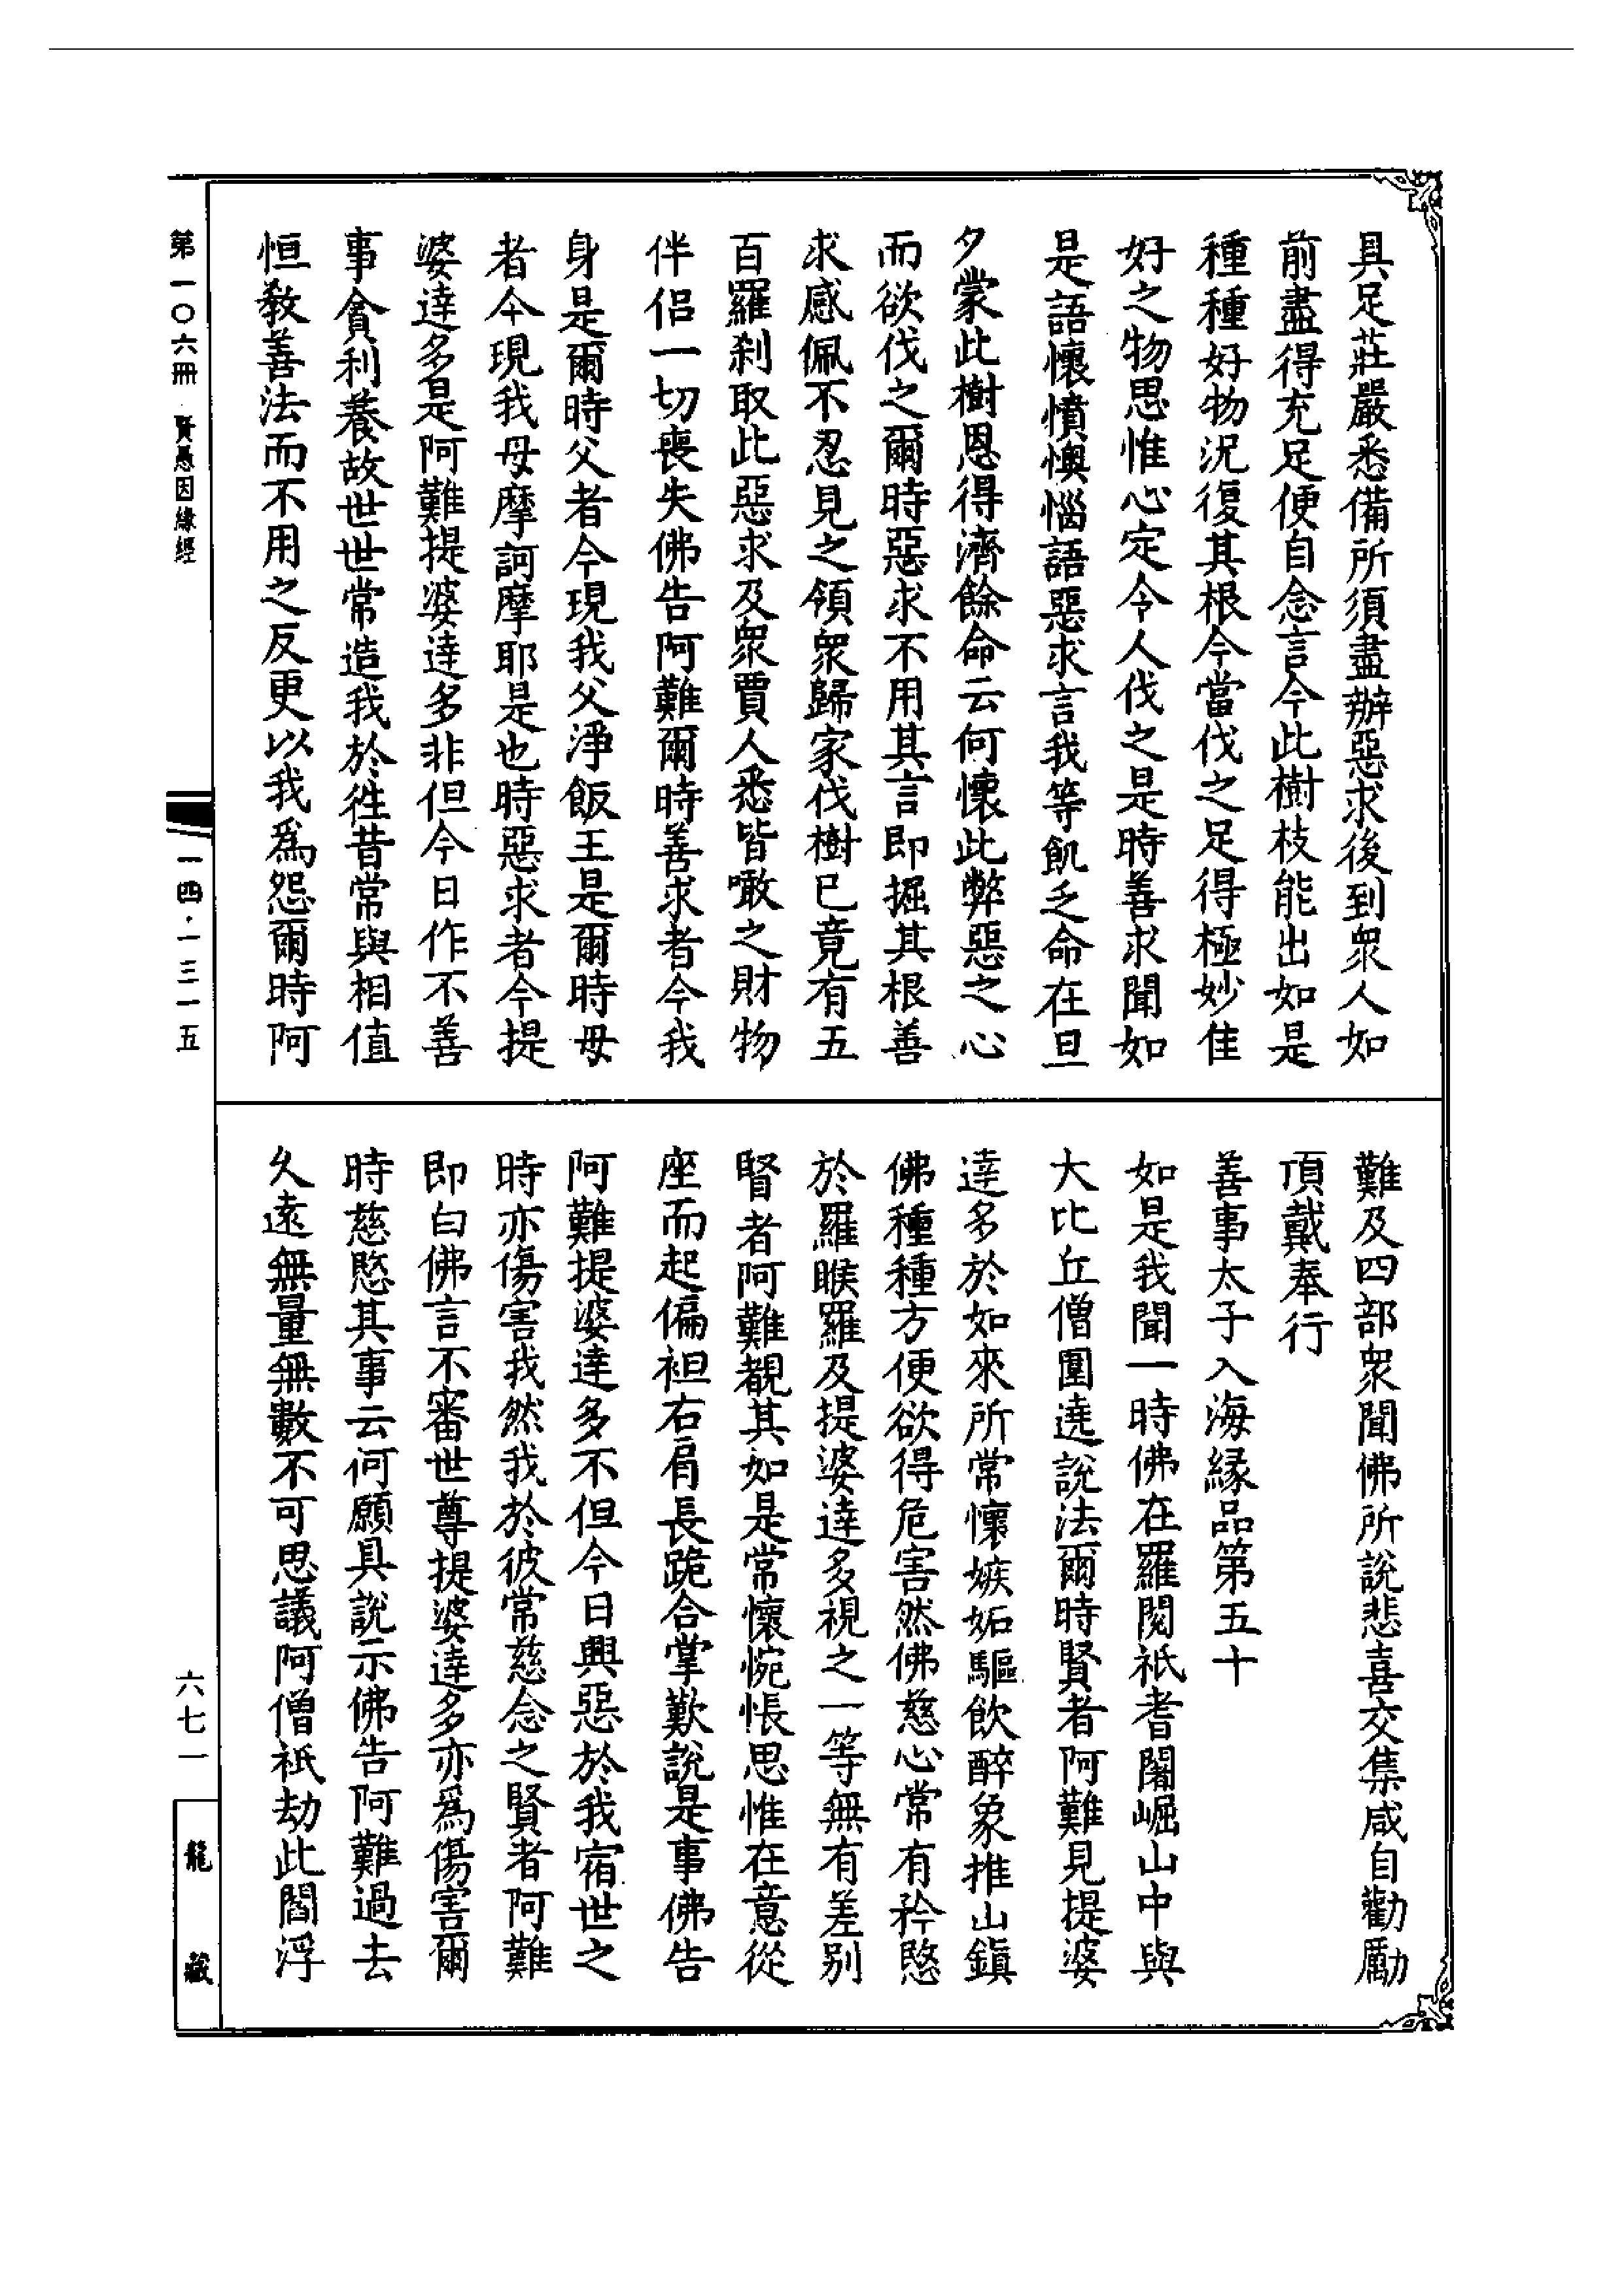 具足莊嚴悉備所須盡辦惡求後到眾人如
前盡得充足便自念言今此樹枝能出如是
種種好物況復其根今當伐之足得極妙佳
好之物思惟心定令人伐之是時善求聞如
是語懷憒懊惱語惡求言我等飢乏命在旦
夕蒙此樹恩得濟餘命云何懷此弊惡之心
而欲伐之爾時惡求不用其言即掘其根善
求感佩不忍見之領眾歸家伐樹已竟有五
百羅剎取此惡求及眾賈人悉皆噉之財物
伴侶一切喪失佛告阿難爾時善求者今我
身是爾時父者今現我父淨飯王是爾時母
者今現我母摩訶摩耶是也時惡求者今提
婆達多是阿難提婆達多非但今日作不善
事貪利養故世世常造我於往昔常與相值
恒教善法而不用之反更以我為怨爾時阿
難及四部眾聞佛所說悲喜交集咸自勸勵
頂戴奉行
善事太子入海緣品第五十
如是我聞一時佛在羅閱祇耆闍崛山中與
大比丘僧圍遶說法爾時賢者阿難見提婆
達多於如來所常懷嫉妬驅飲醉象推山鎮
佛種種方便欲得危害然佛慈心常有矜愍
於羅睺羅及提婆達多視之一等無有差別
賢者阿難覩其如是常懷惋悵思惟在意從
座而起偏袒右肩長跪合掌歎說是事佛告
阿難提婆達多不但今日興惡於我宿世之
時亦傷害我然我於彼常慈念之賢者阿難
即白佛言不審世尊提婆達多亦為傷害爾
時慈愍其事云何願具說示佛告阿難過去
久遠無量無數不可思議阿僧祇劫此閻浮
第一〇六冊 賢愚因緣經
一四·一三一五
六七一
龍藏